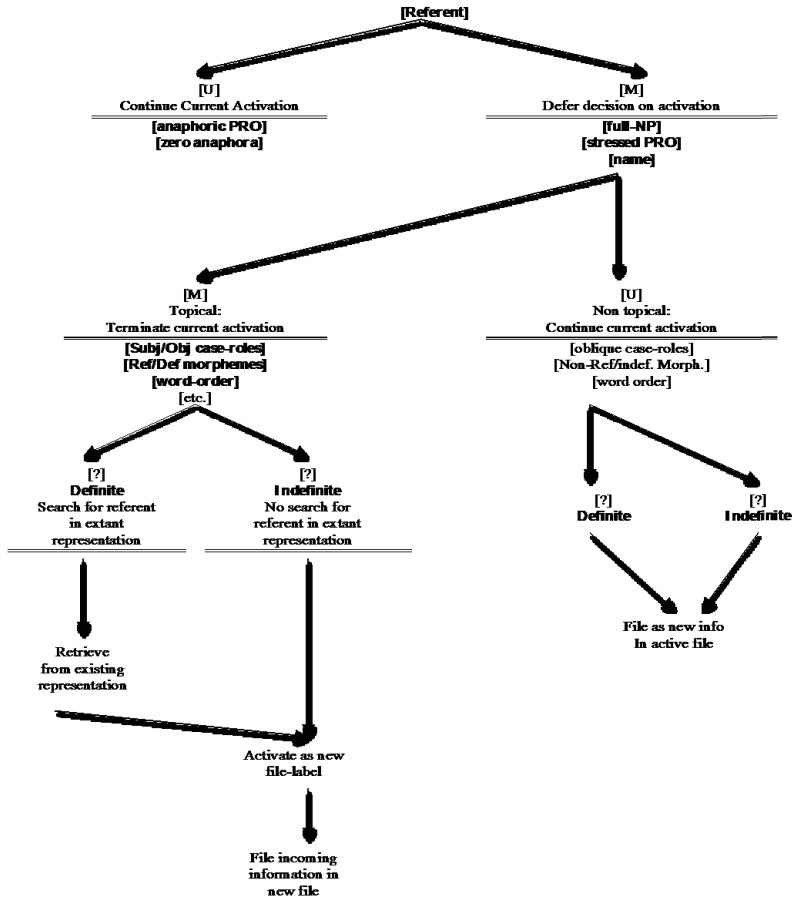 [Referent]
[U]
Continue Current Activation
[anaphoric PRO]
[zero anaphora]
[M]
Defer decision on activation
[full-NP]
[stressed PRO]
[name]
[M]
Topical:
Terminate current activation
[Subj/Obj case-roles]
[Ref/Def morphemes]
[word-order]
[etc.]
[U]
Non topical:
Continue current activation
[oblique case-roles]
[Non-Ref/indef. Morph.]
[word order]
[?]
Definite
Search for referent
in extant
representation
[?]
Indefinite
No search for
referent in extant
representation
[?]
Definite
[?]
Indefinite
File as new info
In active file
Retrieve
from existing
representation
Activate as new
file-label
File incoming
information in
new file